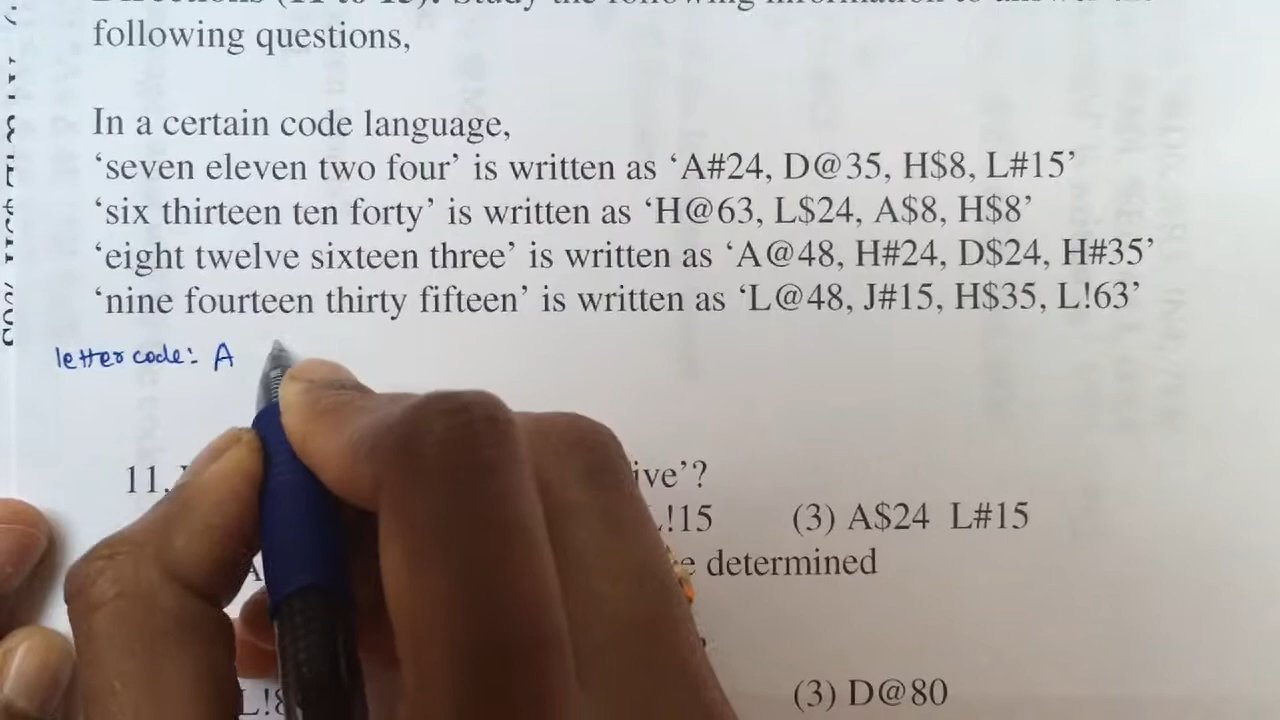 following questions,
In a certain code language,
‘seven eleven two four’ is written as ‘A#24, D@35, H$8, L#15’
‘six thirteen ten forty’ is written as ‘H@63, L$24, A$8, H$8’
‘eight twelve sixteen three’ is written as ‘A@48, H#24, D$24, H#35’
‘nine fourteen thirty fifteen’ is written as ‘L@48, J#15, H$35, L!63’
letter code: A
11. ive’?
!15 (3) A$24 L#15
e determined
(3) D@80